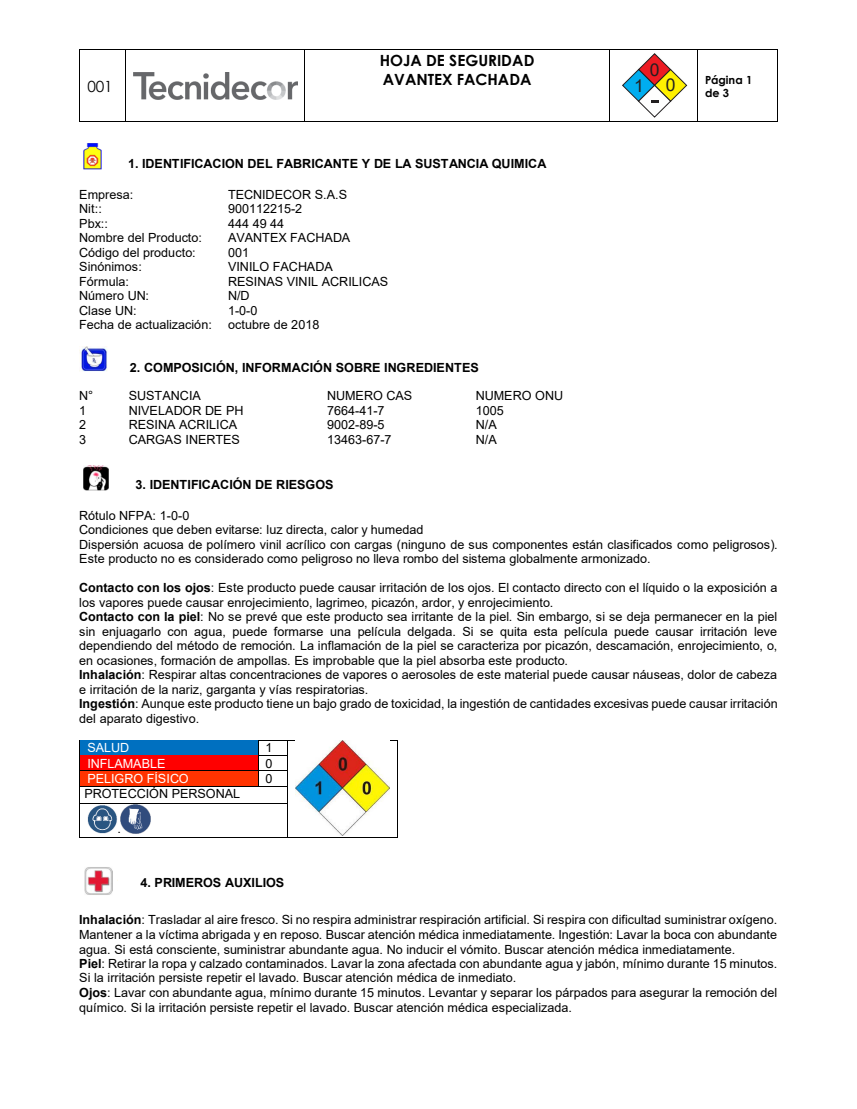 001
Tecnidecor
HOJA DE SEGURIDAD
AVANTEX FACHADA
0
1
0
-
Página 1
de 3
1. IDENTIFICACION DEL FABRICANTE Y DE LA SUSTANCIA QUIMICA
Empresa: TECNIDECOR S.A.S
Nit:: 900112215-2
Pbx:: 444 49 44
Nombre del Producto: AVANTEX FACHADA
Código del producto: 001
Sinónimos: VINILO FACHADA
Fórmula: RESINAS VINIL ACRILICAS
Número UN: N/D
Clase UN: 1-0-0
Fecha de actualización: octubre de 2018
2. COMPOSICIÓN, INFORMACIÓN SOBRE INGREDIENTES
N° SUSTANCIA NUMERO CAS NUMERO ONU
1 NIVELADOR DE PH 7664-41-7 1005
2 RESINA ACRILICA 9002-89-5 N/A
3 CARGAS INERTES 13463-67-7 N/A
3. IDENTIFICACIÓN DE RIESGOS
Rótulo NFPA: 1-0-0
Condiciones que deben evitarse: luz directa, calor y humedad
Dispersión acuosa de polímero vinil acrílico con cargas (ninguno de sus componentes están clasificados como peligrosos).
Este producto no es considerado como peligroso no lleva rombo del sistema globalmente armonizado.
Contacto con los ojos: Este producto puede causar irritación de los ojos. El contacto directo con el líquido o la exposición a
los vapores puede causar enrojecimiento, lagrimeo, picazón, ardor, y enrojecimiento.
Contacto con la piel: No se prevé que este producto sea irritante de la piel. Sin embargo, si se deja permanecer en la piel
sin enjuagarlo con agua, puede formarse una película delgada. Si se quita esta película puede causar irritación leve
dependiendo del método de remoción. La inflamación de la piel se caracteriza por picazón, descamación, enrojecimiento, o,
en ocasiones, formación de ampollas. Es improbable que la piel absorba este producto.
Inhalación: Respirar altas concentraciones de vapores o aerosoles de este material puede causar náuseas, dolor de cabeza
e irritación de la nariz, garganta y vías respiratorias.
Ingestión: Aunque este producto tiene un bajo grado de toxicidad, la ingestión de cantidades excesivas puede causar irritación
del aparato digestivo.
SALUD 1
INFLAMABLE 0
PELIGRO FÍSICO 0
PROTECCIÓN PERSONAL
.
0
1
0
4. PRIMEROS AUXILIOS
Inhalación: Trasladar al aire fresco. Si no respira administrar respiración artificial. Si respira con dificultad suministrar oxígeno.
Mantener a la víctima abrigada y en reposo. Buscar atención médica inmediatamente. Ingestión: Lavar la boca con abundante
agua. Si está consciente, suministrar abundante agua. No inducir el vómito. Buscar atención médica inmediatamente.
Piel: Retirar la ropa y calzado contaminados. Lavar la zona afectada con abundante agua y jabón, mínimo durante 15 minutos.
Si la irritación persiste repetir el lavado. Buscar atención médica de inmediato.
Ojos: Lavar con abundante agua, mínimo durante 15 minutos. Levantar y separar los párpados para asegurar la remoción del
químico. Si la irritación persiste repetir el lavado. Buscar atención médica especializada.